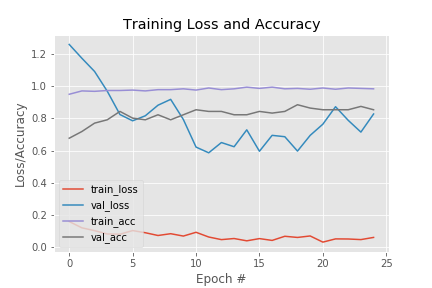 Training Loss and Accuracy
Loss/Accuracy
1.2
1.0
0.8
0.6
0.4
0.2
0.0
train_loss
val_loss
train_acc
val_acc
0 5 10 15 20 25
Epoch #